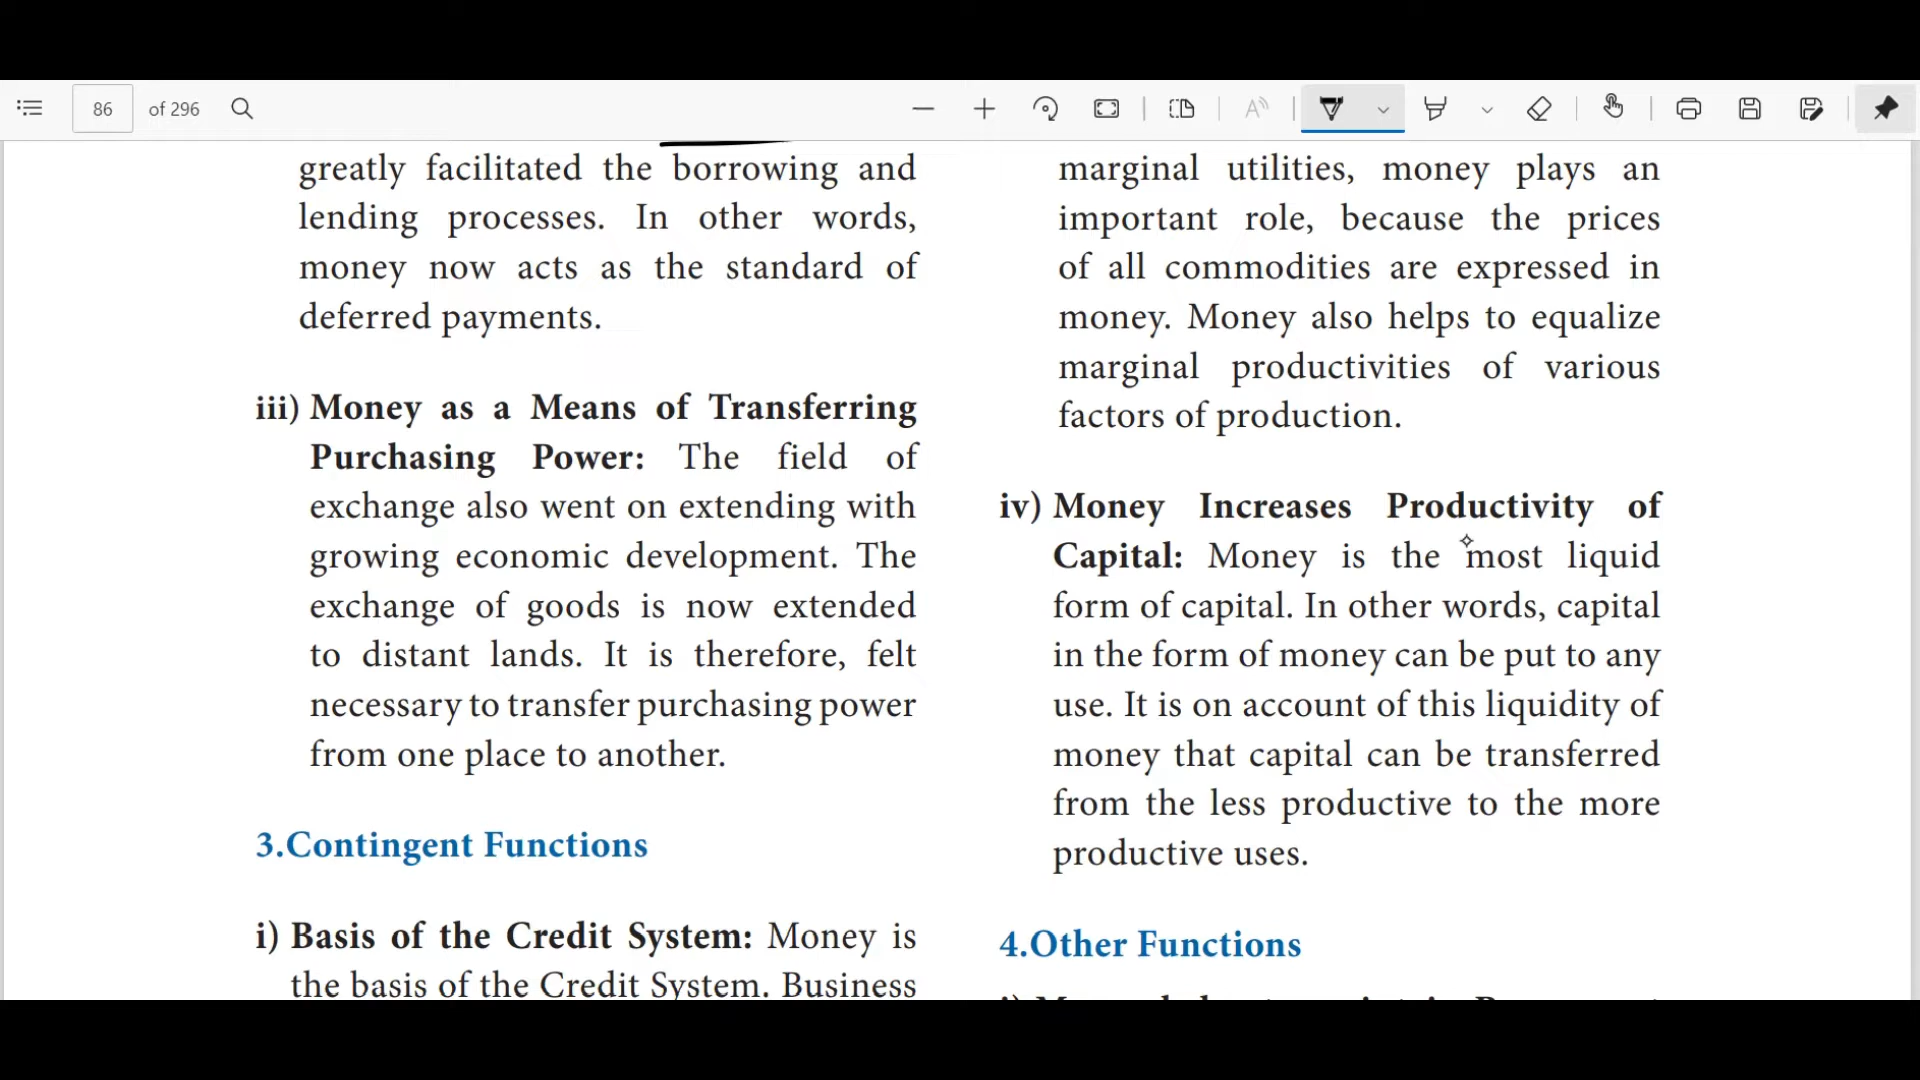 86 of 296
greatly facilitated the borrowing and
lending processes. In other words,
money now acts as the standard of
deferred payments.
iii) Money as a Means of Transferring
Purchasing Power: The field of
exchange also went on extending with
growing economic development. The
exchange of goods is now extended
to distant lands. It is therefore, felt
necessary to transfer purchasing power
from one place to another.
3.Contingent Functions
i) Basis of the Credit System: Money is
the basis of the Credit System. Business
marginal utilities, money plays an
important role, because the prices
of all commodities are expressed in
money. Money also helps to equalize
marginal productivities of various
factors of production.
iv) Money Increases Productivity of
Capital: Money is the most liquid
form of capital. In other words, capital
in the form of money can be put to any
use. It is on account of this liquidity of
money that capital can be transferred
from the less productive to the more
productive uses.
4.Other Functions